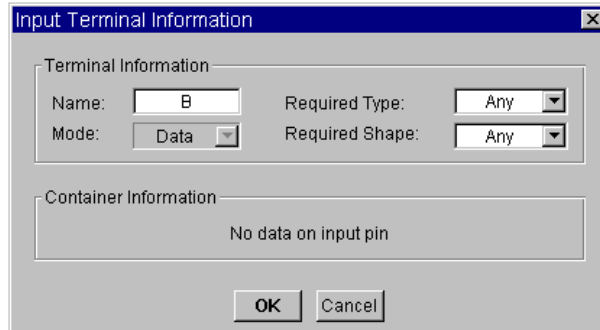 Input Terminal Information
Terminal Information
Name: B Required Type: Any
Mode: Data Required Shape: Any
Container Information
No data on input pin
OK Cancel